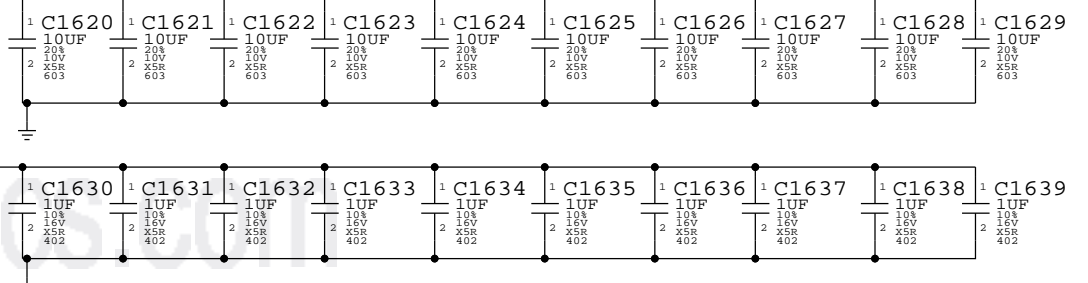 1 C1620 1 C1621 1 C1622 1 C1623 1 C1624 1 C1625 1 C1626 1 C1627 1 C1628 1 C1629
10UF 10UF 10UF 10UF 10UF 10UF 10UF 10UF 10UF 10UF
20% 20% 20% 20% 20% 20% 20% 20% 20% 20%
10V 10V 10V 10V 10V 10V 10V 10V 10V 10V
2 X5R 2 X5R 2 X5R 2 X5R 2 X5R 2 X5R 2 X5R 2 X5R 2 X5R 2 X5R
603 603 603 603 603 603 603 603 603 603
1 C1630 1 C1631 1 C1632 1 C1633 1 C1634 1 C1635 1 C1636 1 C1637 1 C1638 1 C1639
1UF 1UF 1UF 1UF 1UF 1UF 1UF 1UF 1UF 1UF
10% 10% 10% 10% 10% 10% 10% 10% 10% 10%
16V 16V 16V 16V 16V 16V 16V 16V 16V 16V
2 X5R 2 X5R 2 X5R 2 X5R 2 X5R 2 X5R 2 X5R 2 X5R 2 X5R 2 X5R
402 402 402 402 402 402 402 402 402 402
cs.com